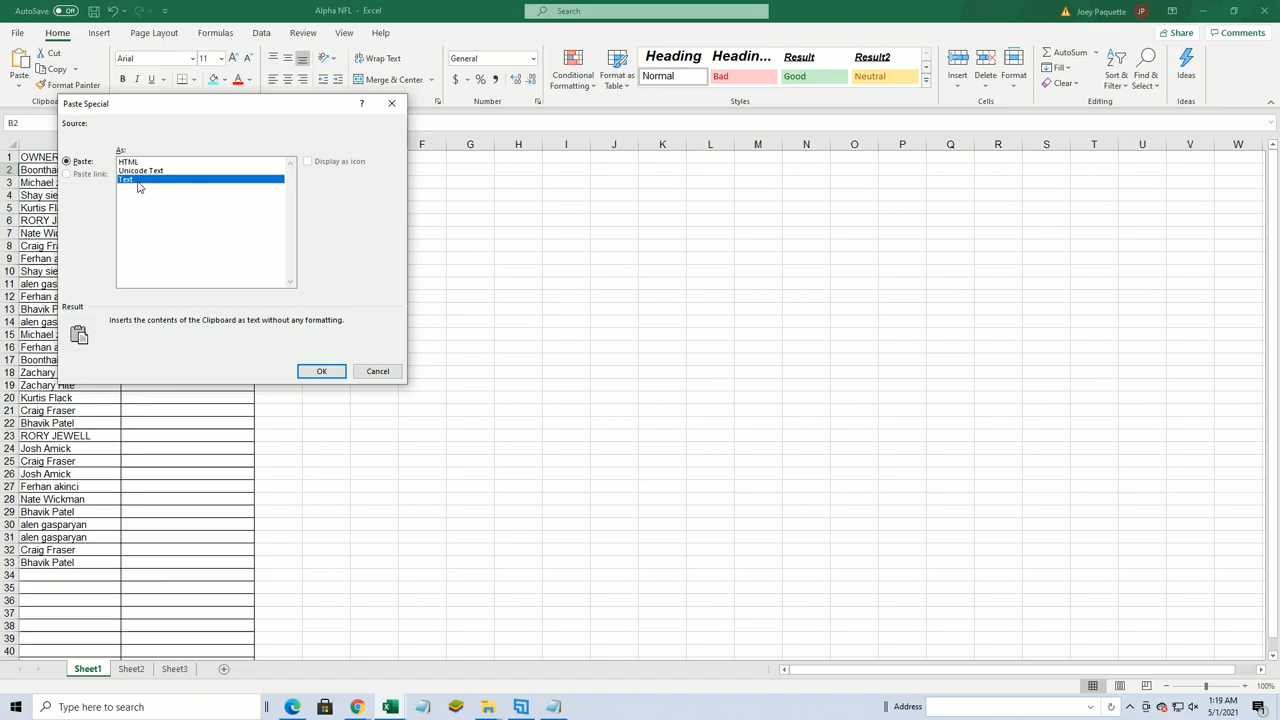 AutoSave Off Alpha NFL - Excel Search Joey Paquette JP
File Home Insert Page Layout Formulas Data Review View Help Share Comments
Paste
Cut
Copy
Format Painter
Clipb
Arial 11 A A
B I U A
Wrap Text
Merge & Center
General
$ % ,
Number
Conditional
Formatting
Format as
Table
Heading Headin... Result Result2
Normal Bad Good Neutral
Styles
Insert Delete Format
Cells
AutoSum
Fill
Clear
Sort &
Filter
Find &
Select
Editing
Ideas
Ideas
B2
Paste Special ?
Source:
As:
Paste:
Paste link:
HTML
Unicode Text
Text
Display as icon
Result
Inserts the contents of the Clipboard as text without any formatting.
OK Cancel
F G H I J K L M N O P Q R S T U V W
1 OWNER
2 Boontha
3 Michael z
4 Shay sie
5 Kurtis Fl
6 RORY JE
7 Nate Wic
8 Craig Fra
9 Ferhan a
10 Shay sie
11 alen gas
12 Ferhan a
13 Bhavik P
14 alen gas
15 Michael z
16 Ferhan a
17 Boontha
18 Zachary
19 Zachary Hite
20 Kurtis Flack
21 Craig Fraser
22 Bhavik Patel
23 RORY JEWELL
24 Josh Amick
25 Craig Fraser
26 Josh Amick
27 Ferhan akinci
28 Nate Wickman
29 Bhavik Patel
30 alen gasparyan
31 alen gasparyan
32 Craig Fraser
33 Bhavik Patel
34
35
36
37
38
39
40
Sheet1 Sheet2 Sheet3
100%
Type here to search
Address
1:19 AM
5/1/2021